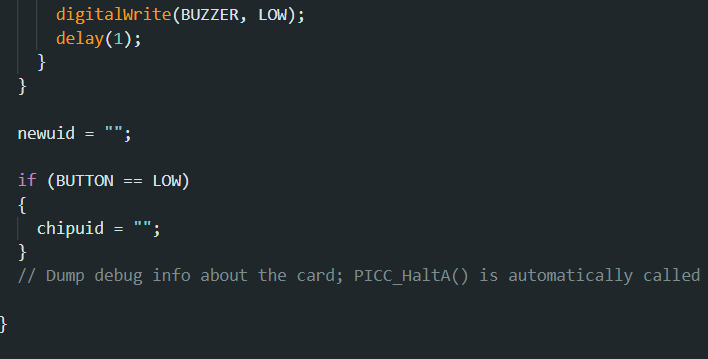 digitalWrite(BUZZER, LOW);
delay(1);
}
}
newuid = "";
if (BUTTON == LOW)
{
chipuid = "";
}
// Dump debug info about the card; PICC_HaltA() is automatically called
}